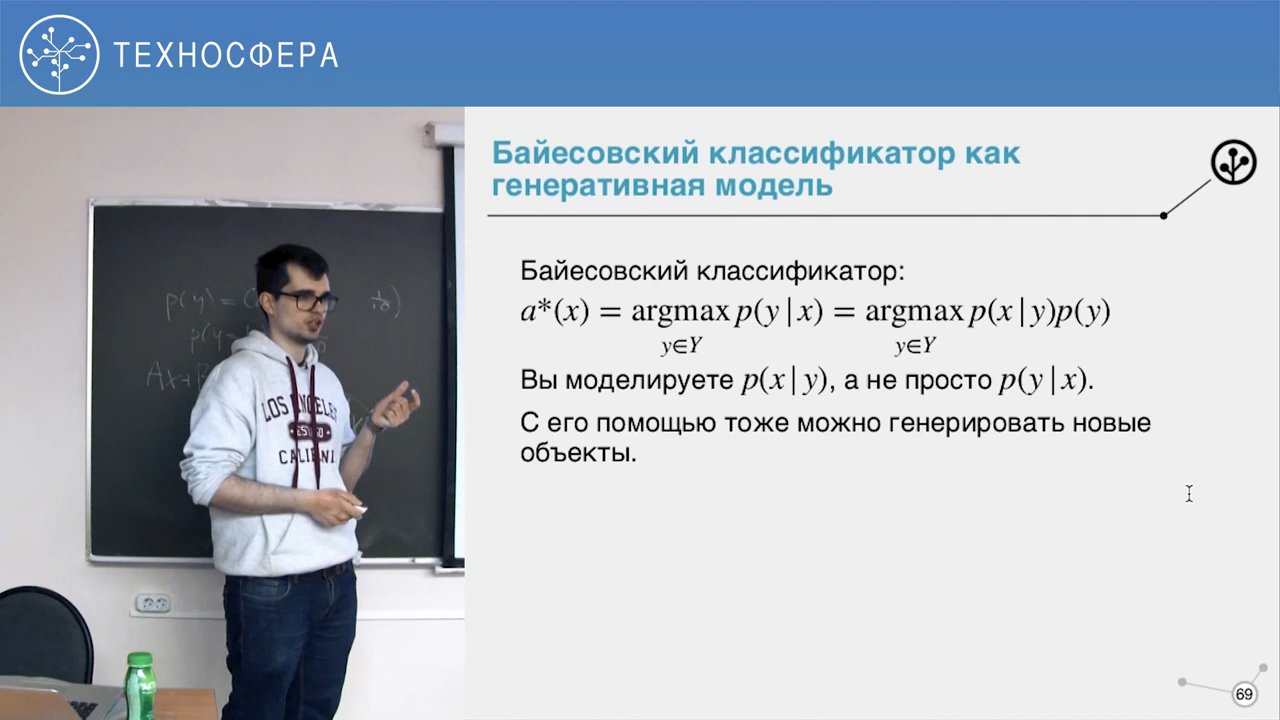 ТЕХНОСФЕРА
Байесовский классификатор как
генеративная модель
Байесовский классификатор:
a*(x) = argmax p(y|x) = argmax p(x|y)p(y)
y∈Y y∈Y
Вы моделируете p(x|y), а не просто p(y|x).
С его помощью тоже можно генерировать новые
объекты.
p(y) = (
LOS ANGELES
CALIF
69